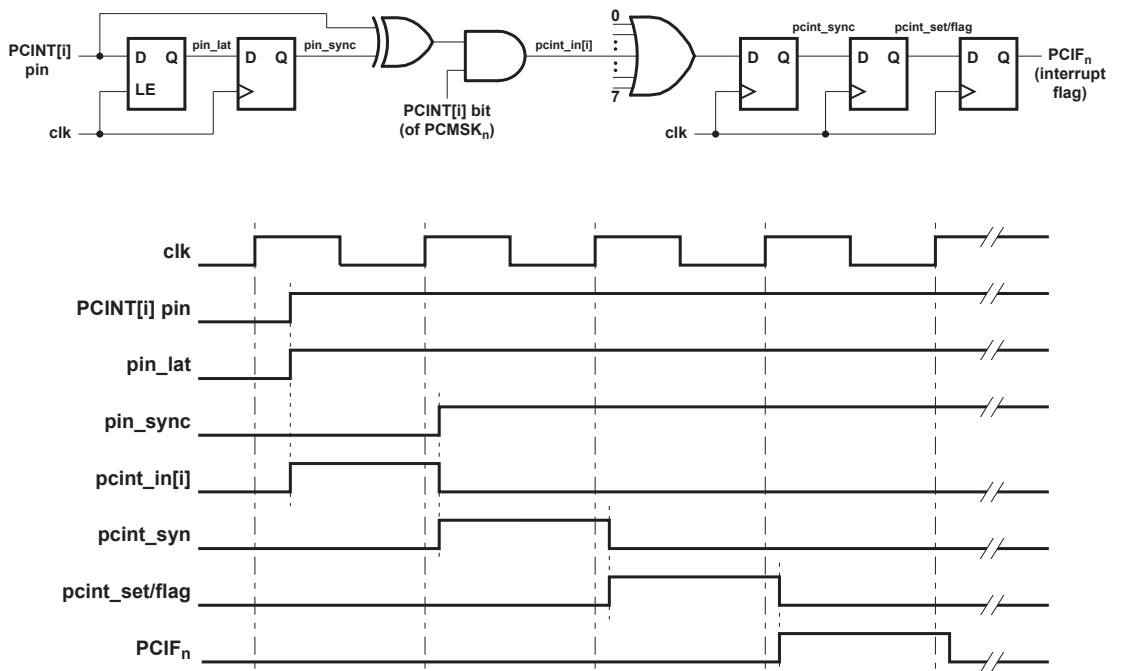 PCINT[i]
pin
D Q
LE
pin_lat
D Q
pin_sync
clk
PCINT[i] bit
(of PCMSKn)
pcint_in[i]
0
7
clk
D Q
pcint_sync
D Q
pcint_set/flag
D Q
PCIFn
(interrupt
flag)
clk
PCINT[i] pin
pin_lat
pin_sync
pcint_in[i]
pcint_syn
pcint_set/flag
PCIFn